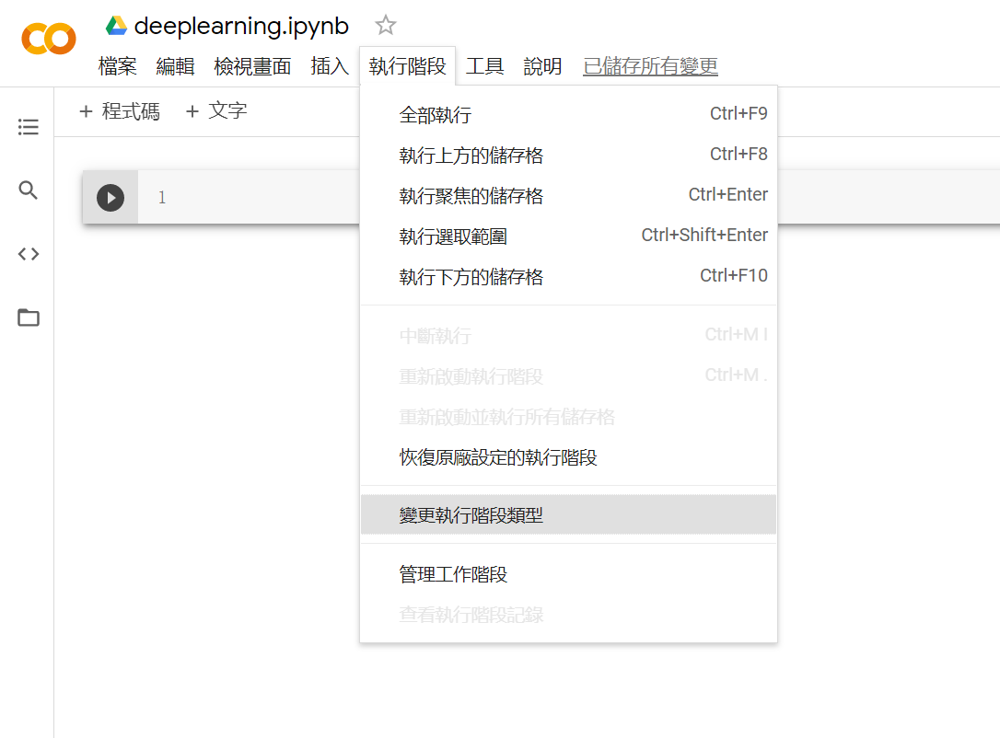 deeplearning.ipynb
檔案 編輯 檢視畫面 插入 執行階段 工具 說明 已儲存所有變更
+ 程式碼 + 文字
1
全部執行 Ctrl+F9
執行上方的儲存格 Ctrl+F8
執行聚焦的儲存格 Ctrl+Enter
執行選取範圍 Ctrl+Shift+Enter
執行下方的儲存格 Ctrl+F10
中斷執行 Ctrl+M I
重新啟動執行階段 Ctrl+M .
重新啟動並執行所有儲存格
恢復原廠設定的執行階段
變更執行階段類型
管理工作階段
查看執行階段記錄